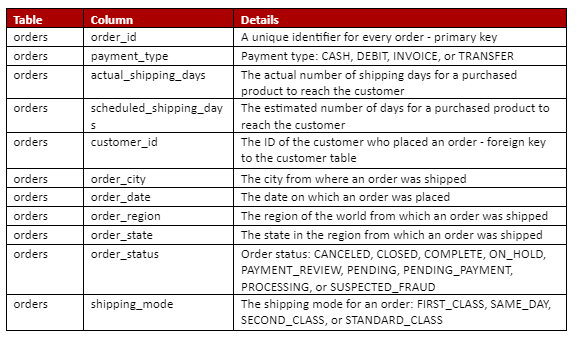 Table Column Details
orders order_id A unique identifier for every order - primary key
orders payment_type Payment type: CASH, DEBIT, INVOICE, or TRANSFER
orders actual_shipping_days The actual number of shipping days for a purchased
product to reach the customer
orders scheduled_shipping_day The estimated number of days for a purchased product to
s reach the customer
orders customer_id The ID of the customer who placed an order - foreign key
to the customer table
orders order_city The city from where an order was shipped
orders order_date The date on which an order was placed
orders order_region The region of the world from which an order was shipped
orders order_state The state in the region from which an order was shipped
orders order_status Order status: CANCELED, CLOSED, COMPLETE, ON_HOLD,
PAYMENT_REVIEW, PENDING, PENDING_PAYMENT,
PROCESSING, or SUSPECTED_FRAUD
orders shipping_mode The shipping mode for an order: FIRST_CLASS, SAME_DAY,
SECOND_CLASS, or STANDARD_CLASS